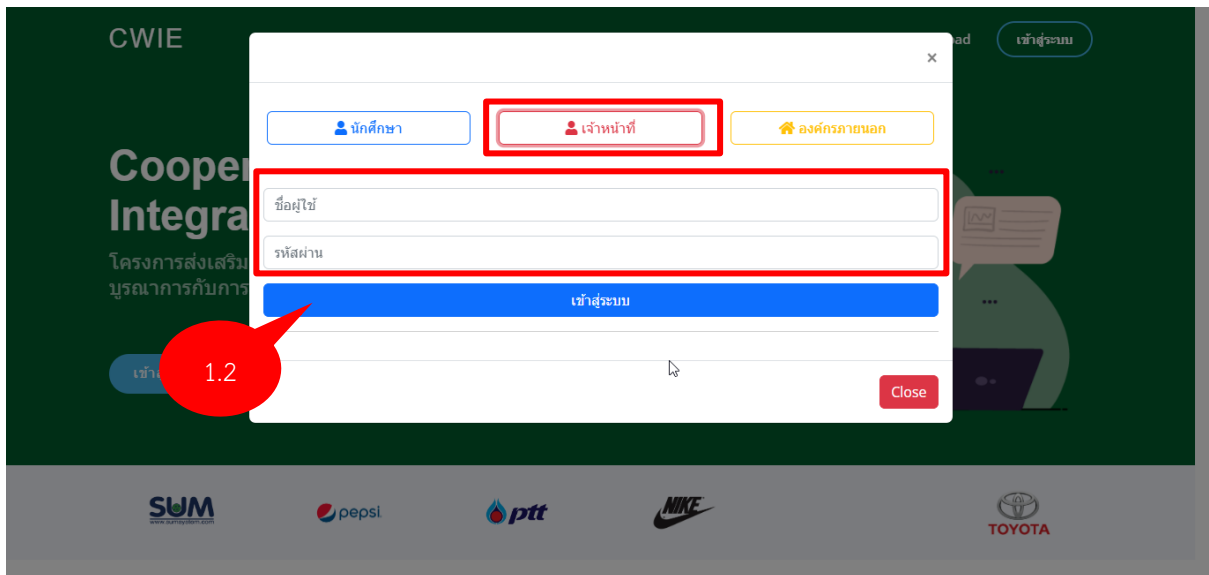 CWIE
เข้าสู่ระบบ
×
นักศึกษา
เจ้าหน้าที่
องค์กรภายนอก
ชื่อผู้ใช้
รหัสผ่าน
เข้าสู่ระบบ
Integra
โครงการส่งเสริม
บูรณาการกับการ
1.2
Close
SUM
www.sumsystem.com
pepsi
ptt
NIKE
TOYOTA